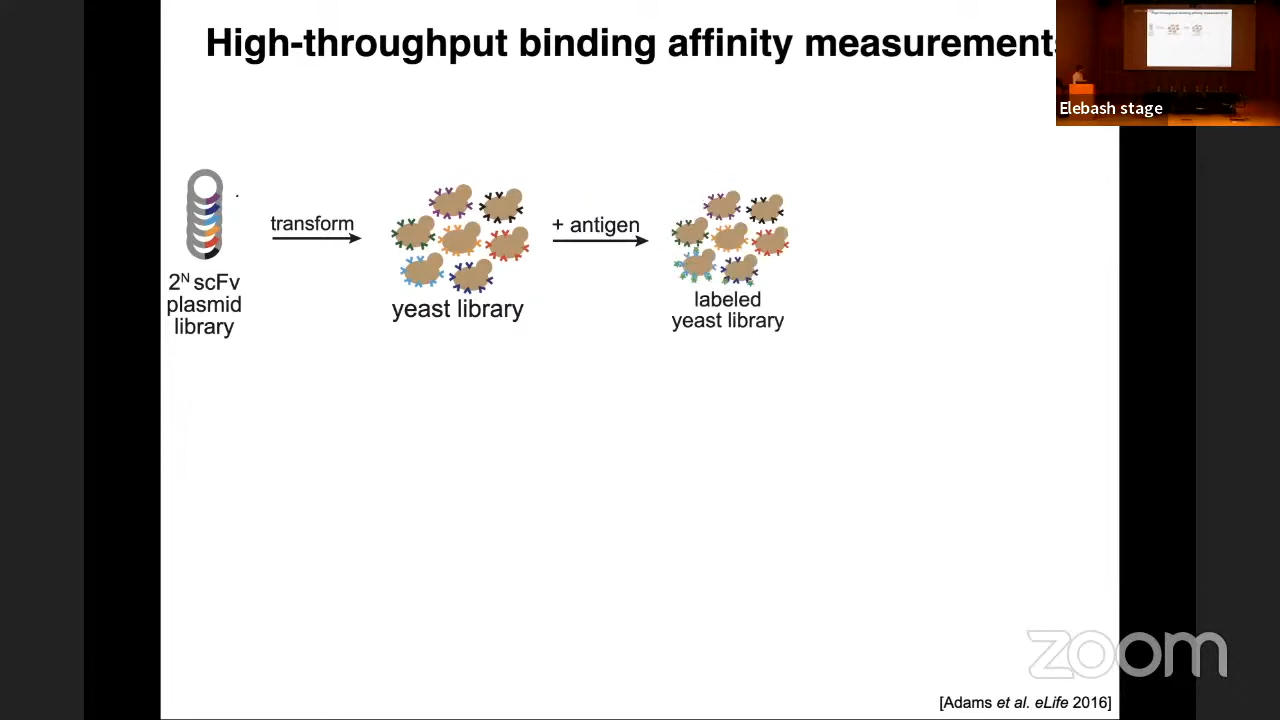 High-throughput binding affinity measurements
Elebash stage
transform
+ antigen
2ᴺ scFv
plasmid
library
yeast library
labeled
yeast library
zoom
[Adams et al. eLife 2016]